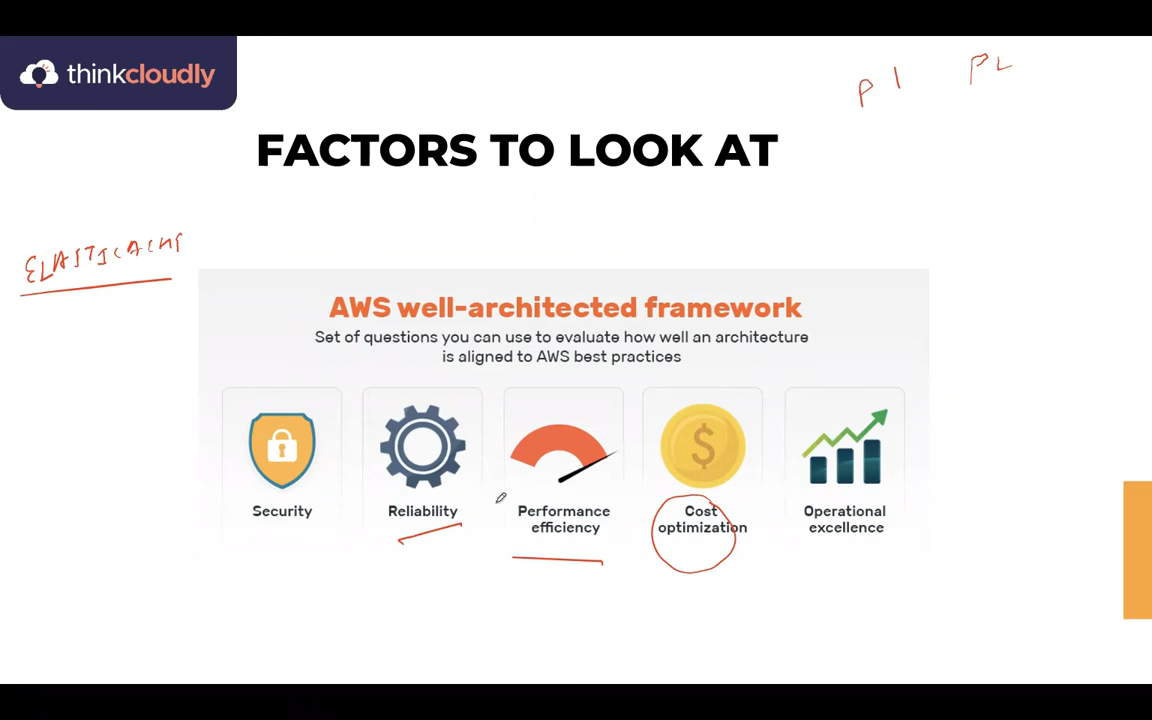 thinkcloudly
P1 P2
FACTORS TO LOOK AT
ELASTICACHE
AWS well-architected framework
Set of questions you can use to evaluate how well an architecture
is aligned to AWS best practices
Security
Reliability
Performance
efficiency
$
Cost
optimization
Operational
excellence